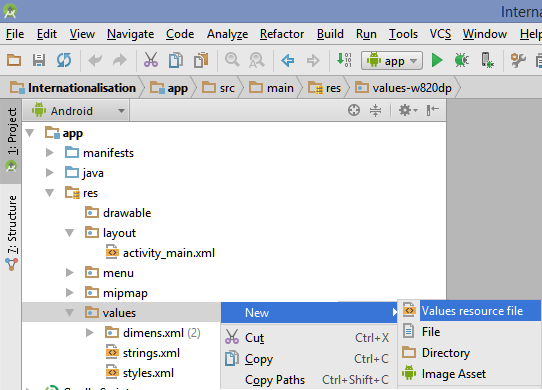 Interna
File Edit View Navigate Code Analyze Refactor Build Run Tools VCS Window Help
app
Internationalisation app src main res values-w820dp
1: Project
Android
7: Structure
app
manifests
java
res
drawable
layout
activity_main.xml
menu
mipmap
values
dimens.xml (2)
strings.xml
styles.xml
New
Cut Ctrl+X
Copy Ctrl+C
Copy Paths Ctrl+Shift+C
Values resource file
File
Directory
Image Asset